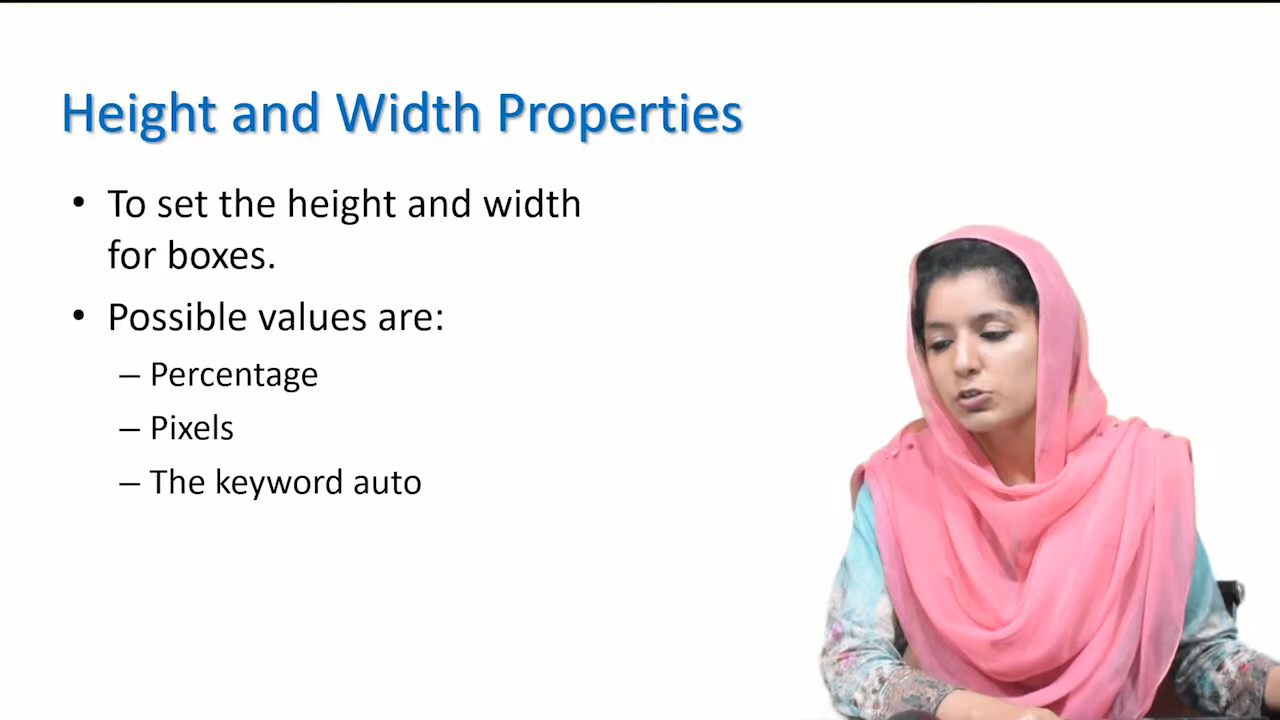 Height and Width Properties
• To set the height and width
for boxes.
• Possible values are:
– Percentage
– Pixels
– The keyword auto